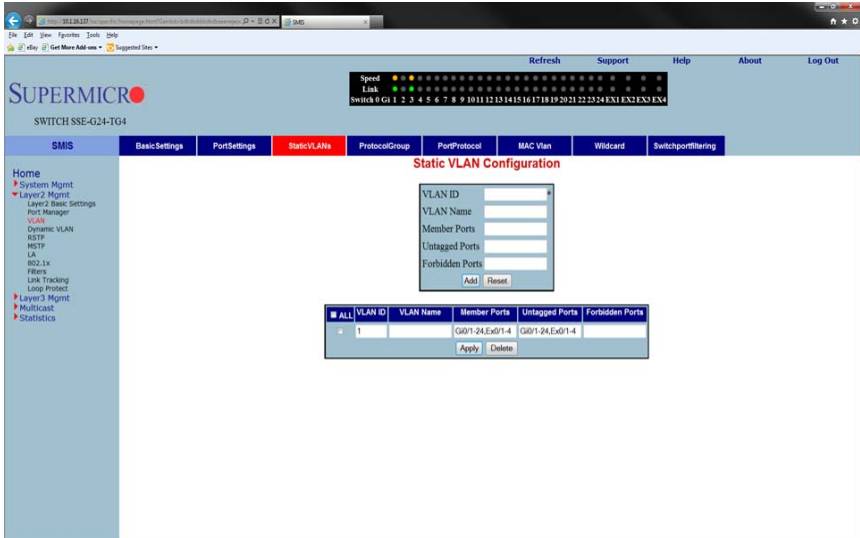 SMIS
File Edit View Favorites Tools Help
eBay Get More Add-ons Suggested Sites
Refresh Support Help About Log Out
SUPERMICRO
SWITCH SSE-G24-TG4
Speed
Link
Switch 0 Gi 1 2 3 4 5 6 7 8 9 10 11 12 13 14 15 16 17 18 19 20 21 22 23 24 EX1 EX2 EX3 EX4
SMIS BasicSettings PortSettings StaticVLANs ProtocolGroup PortProtocol MAC Vlan Wildcard Switchportfiltering
Static VLAN Configuration
Home
System Mgmt
Layer2 Mgmt
Layer2 Basic Settings
Port Manager
VLAN
Dynamic VLAN
RSTP
MSTP
LA
802.1x
Filters
Link Tracking
Loop Protect
Layer3 Mgmt
Multicast
Statistics
VLAN ID *
VLAN Name
Member Ports
Untagged Ports
Forbidden Ports
Add Reset
ALL VLAN ID VLAN Name Member Ports Untagged Ports Forbidden Ports
1 Gi0/1-24,Ex0/1-4 Gi0/1-24,Ex0/1-4
Apply Delete